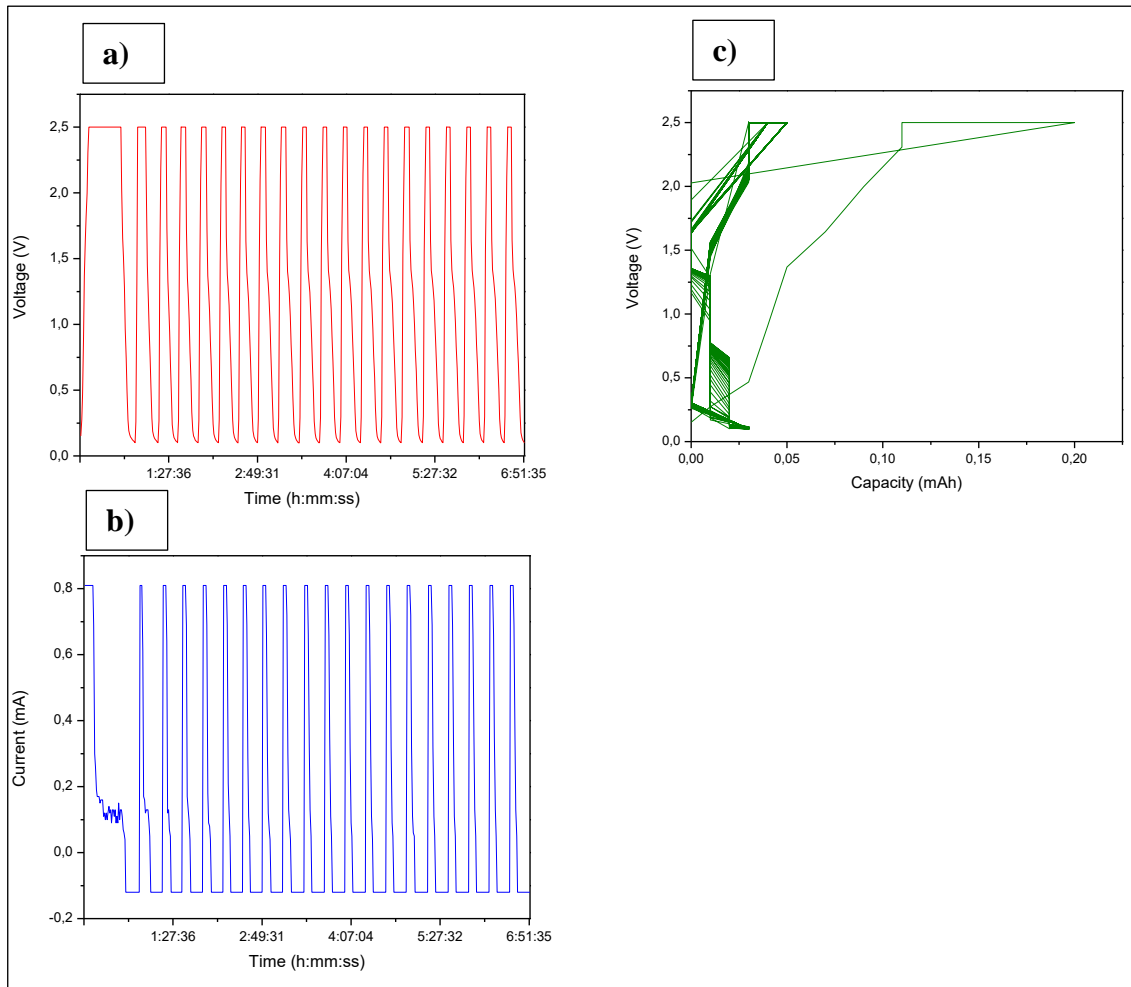 a)
2,5
2,0
1,5
1,0
0,5
0,0
Voltage (V)
1:27:36 2:49:31 4:07:04 5:27:32 6:51:35
Time (h:mm:ss)
b)
0,8
0,6
0,4
0,2
0,0
-0,2
Current (mA)
1:27:36 2:49:31 4:07:04 5:27:32 6:51:35
Time (h:mm:ss)
c)
2,5
2,0
1,5
1,0
0,5
0,0
Voltage (V)
0,00 0,05 0,10 0,15 0,20
Capacity (mAh)